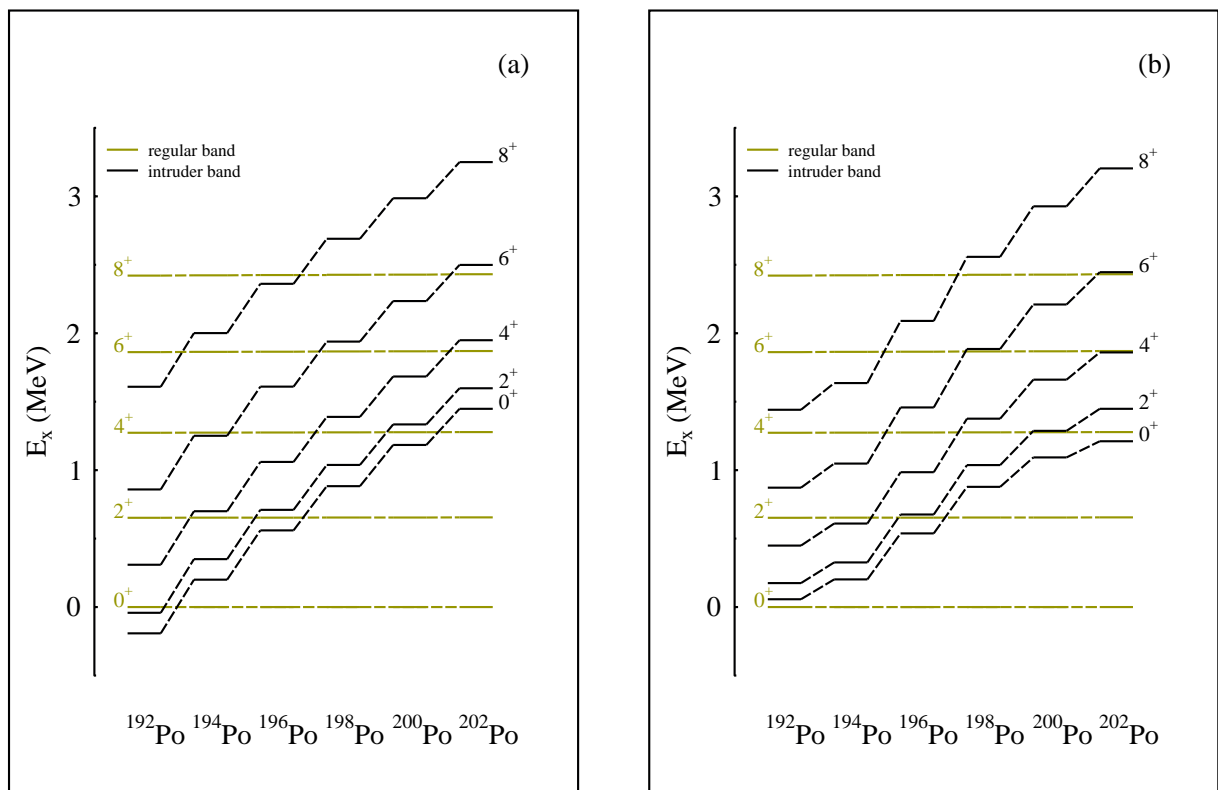 (a)
regular band
intruder band
8⁺
6⁺
4⁺
2⁺
0⁺
8⁺
6⁺
4⁺
2⁺
0⁺
3
2
1
0
Eₓ (MeV)
¹⁹²Po ¹⁹⁴Po ¹⁹⁶Po ¹⁹⁸Po ²⁰⁰Po ²⁰²Po
(b)
regular band
intruder band
8⁺
6⁺
4⁺
2⁺
0⁺
8⁺
6⁺
4⁺
2⁺
0⁺
3
2
1
0
Eₓ (MeV)
¹⁹²Po ¹⁹⁴Po ¹⁹⁶Po ¹⁹⁸Po ²⁰⁰Po ²⁰²Po